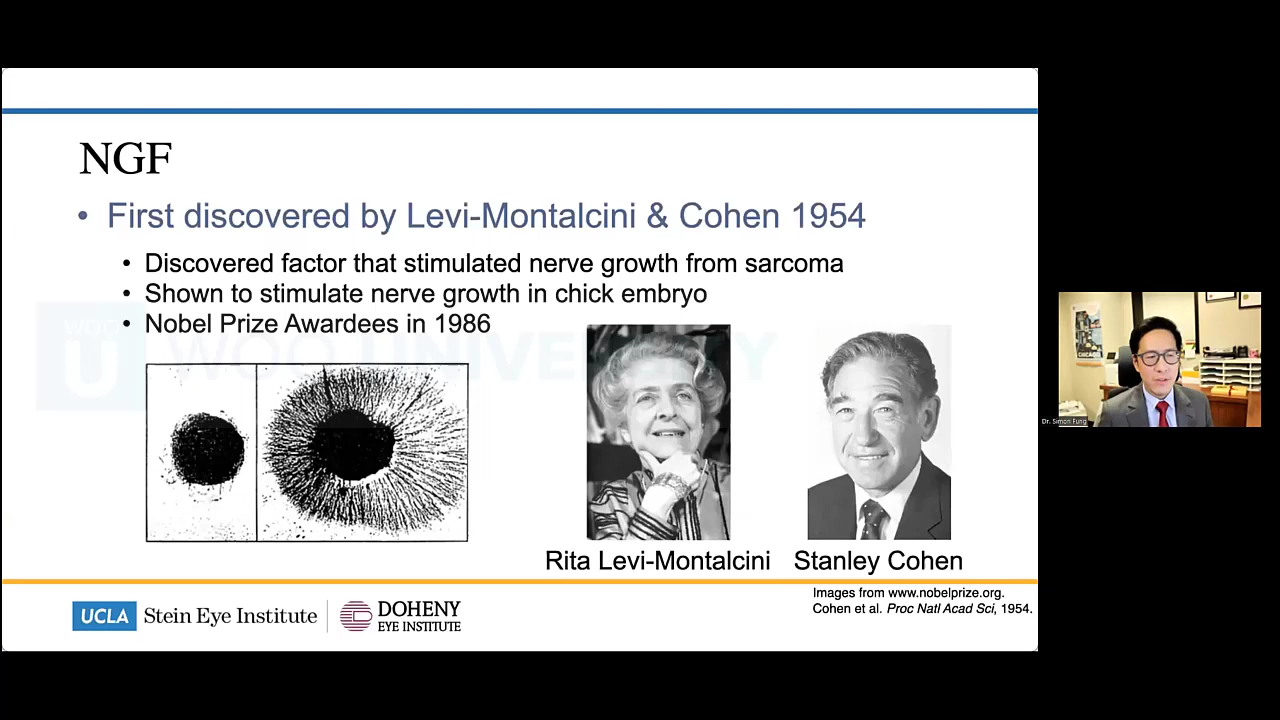 NGF
• First discovered by Levi-Montalcini & Cohen 1954
• Discovered factor that stimulated nerve growth from sarcoma
• Shown to stimulate nerve growth in chick embryo
• Nobel Prize Awardees in 1986
WOO
U
WOO UNIVERSITY
Rita Levi-Montalcini
Stanley Cohen
Images from www.nobelprize.org.
Cohen et al. Proc Natl Acad Sci, 1954.
UCLA Stein Eye Institute
DOHENY
EYE INSTITUTE
Dr. Simon Fung